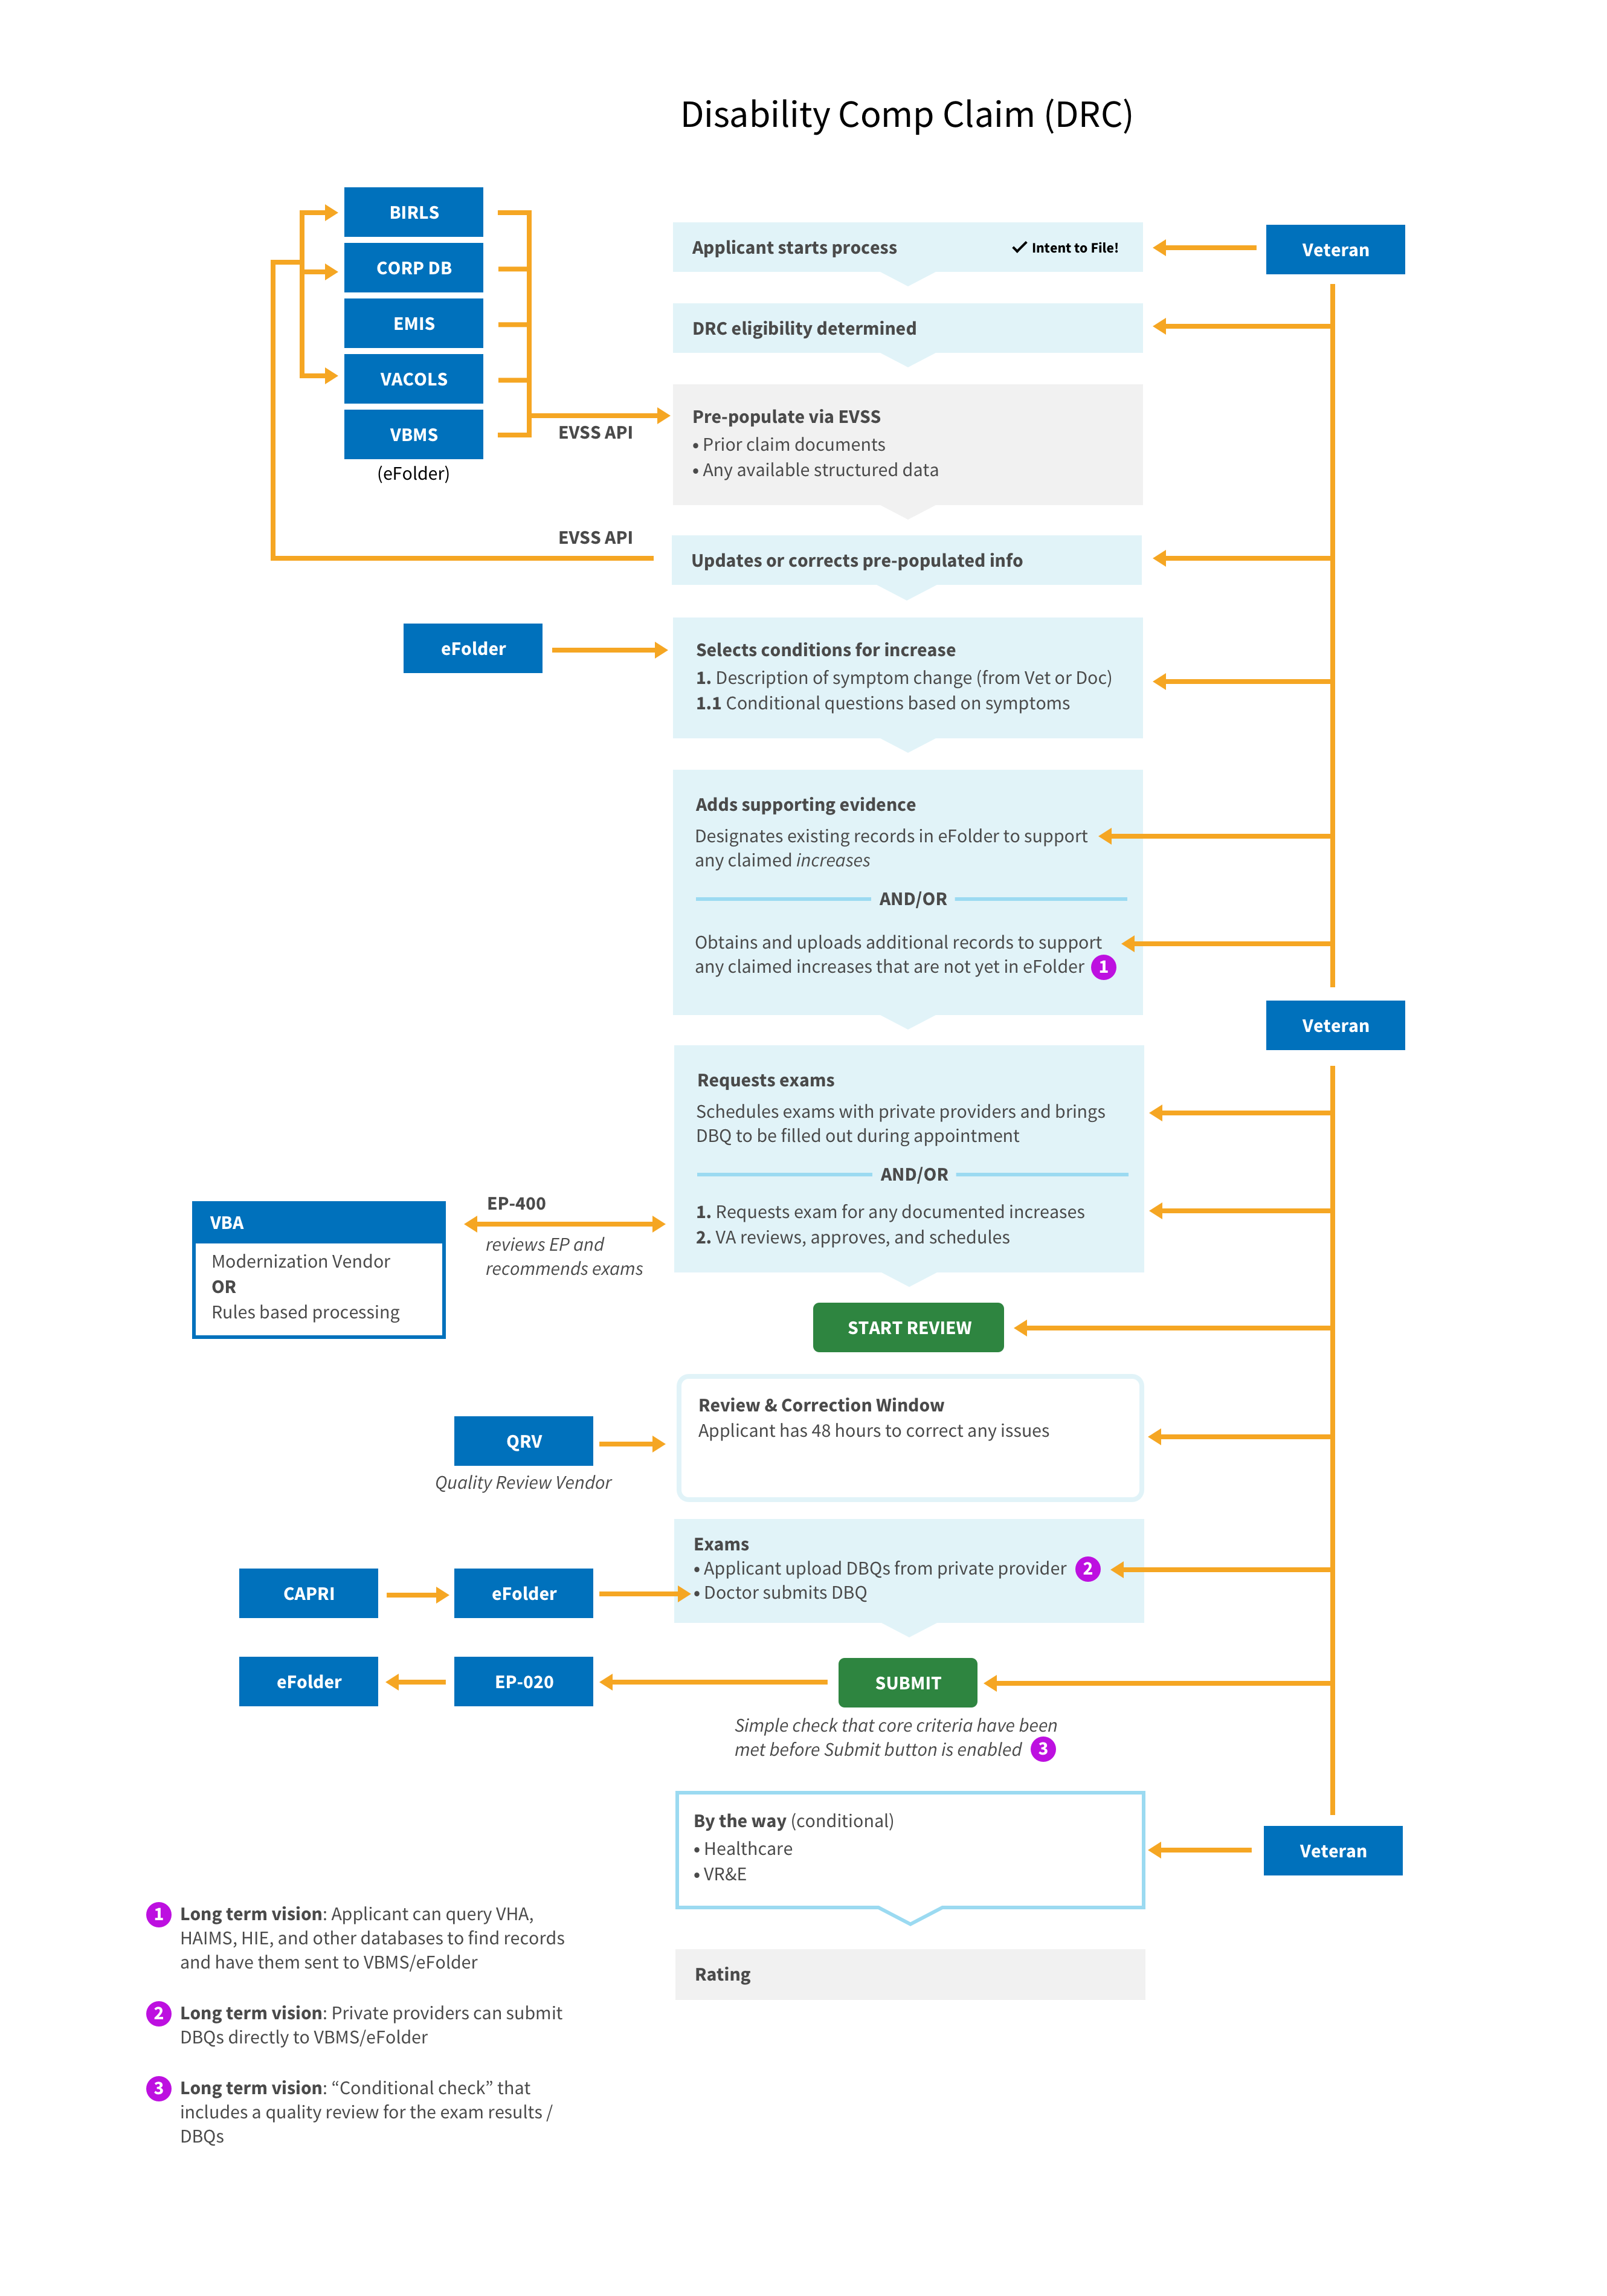 Disability Comp Claim (DRC)
BIRLS
CORP DB
EMIS
VACOLS
VBMS
(eFolder)
EVSS API
EVSS API
Applicant starts process
✓ Intent to File!
Veteran
DRC eligibility determined
Pre-populate via EVSS
• Prior claim documents
• Any available structured data
Updates or corrects pre-populated info
eFolder
Selects conditions for increase
1. Description of symptom change (from Vet or Doc)
1.1 Conditional questions based on symptoms
Adds supporting evidence
Designates existing records in eFolder to support
any claimed increases
AND/OR
Obtains and uploads additional records to support
any claimed increases that are not yet in eFolder 1
Veteran
Requests exams
Schedules exams with private providers and brings
DBQ to be filled out during appointment
AND/OR
1. Requests exam for any documented increases
2. VA reviews, approves, and schedules
VBA
Modernization Vendor
OR
Rules based processing
EP-400
reviews EP and
recommends exams
START REVIEW
Review & Correction Window
Applicant has 48 hours to correct any issues
QRV
Quality Review Vendor
Exams
• Applicant upload DBQs from private provider 2
• Doctor submits DBQ
CAPRI
eFolder
eFolder
EP-020
SUBMIT
Simple check that core criteria have been
met before Submit button is enabled 3
By the way (conditional)
• Healthcare
• VR&E
Veteran
Rating
1 Long term vision: Applicant can query VHA,
HAIMS, HIE, and other databases to find records
and have them sent to VBMS/eFolder
2 Long term vision: Private providers can submit
DBQs directly to VBMS/eFolder
3 Long term vision: “Conditional check” that
includes a quality review for the exam results /
DBQs